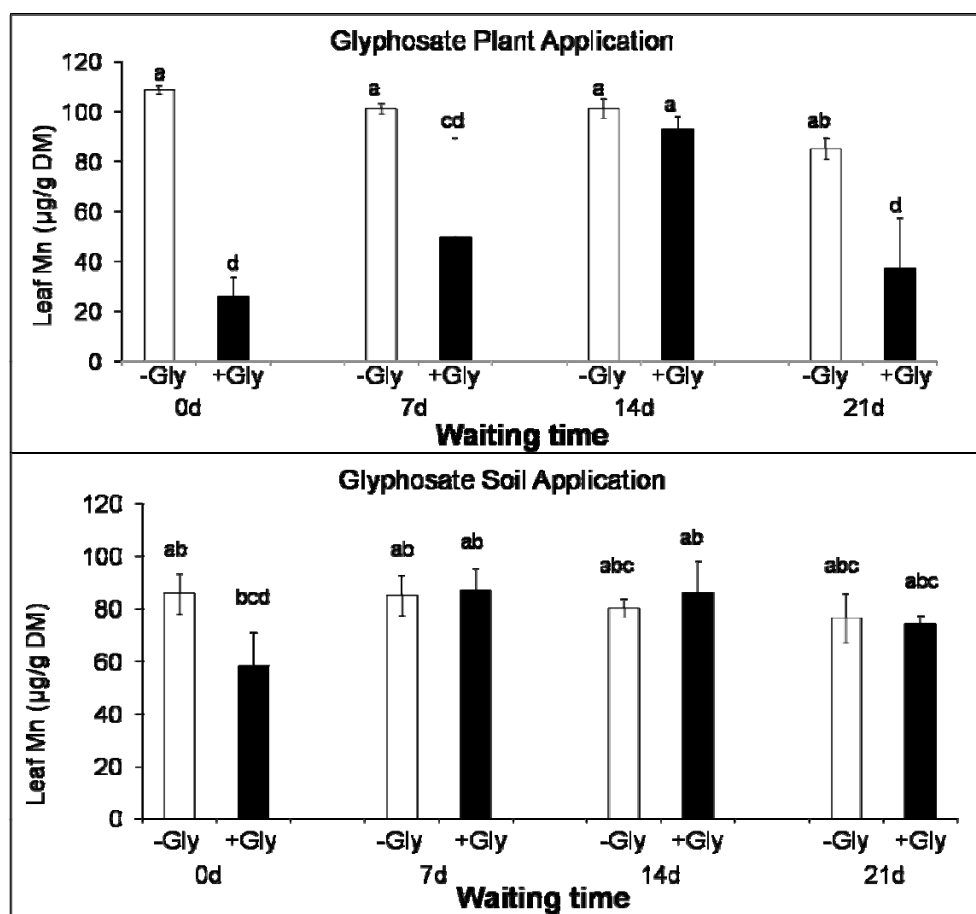 Glyphosate Plant Application
Leaf Mn (µg/g DM)
120
100
80
60
40
20
0
a
d
a
cd
a
a
ab
d
-Gly +Gly -Gly +Gly -Gly +Gly -Gly +Gly
0d 7d 14d 21d
Waiting time
Glyphosate Soil Application
Leaf Mn (µg/g DM)
120
100
80
60
40
20
0
ab
bcd
ab
ab
abc
ab
abc
abc
-Gly +Gly -Gly +Gly -Gly +Gly -Gly +Gly
0d 7d 14d 21d
Waiting time